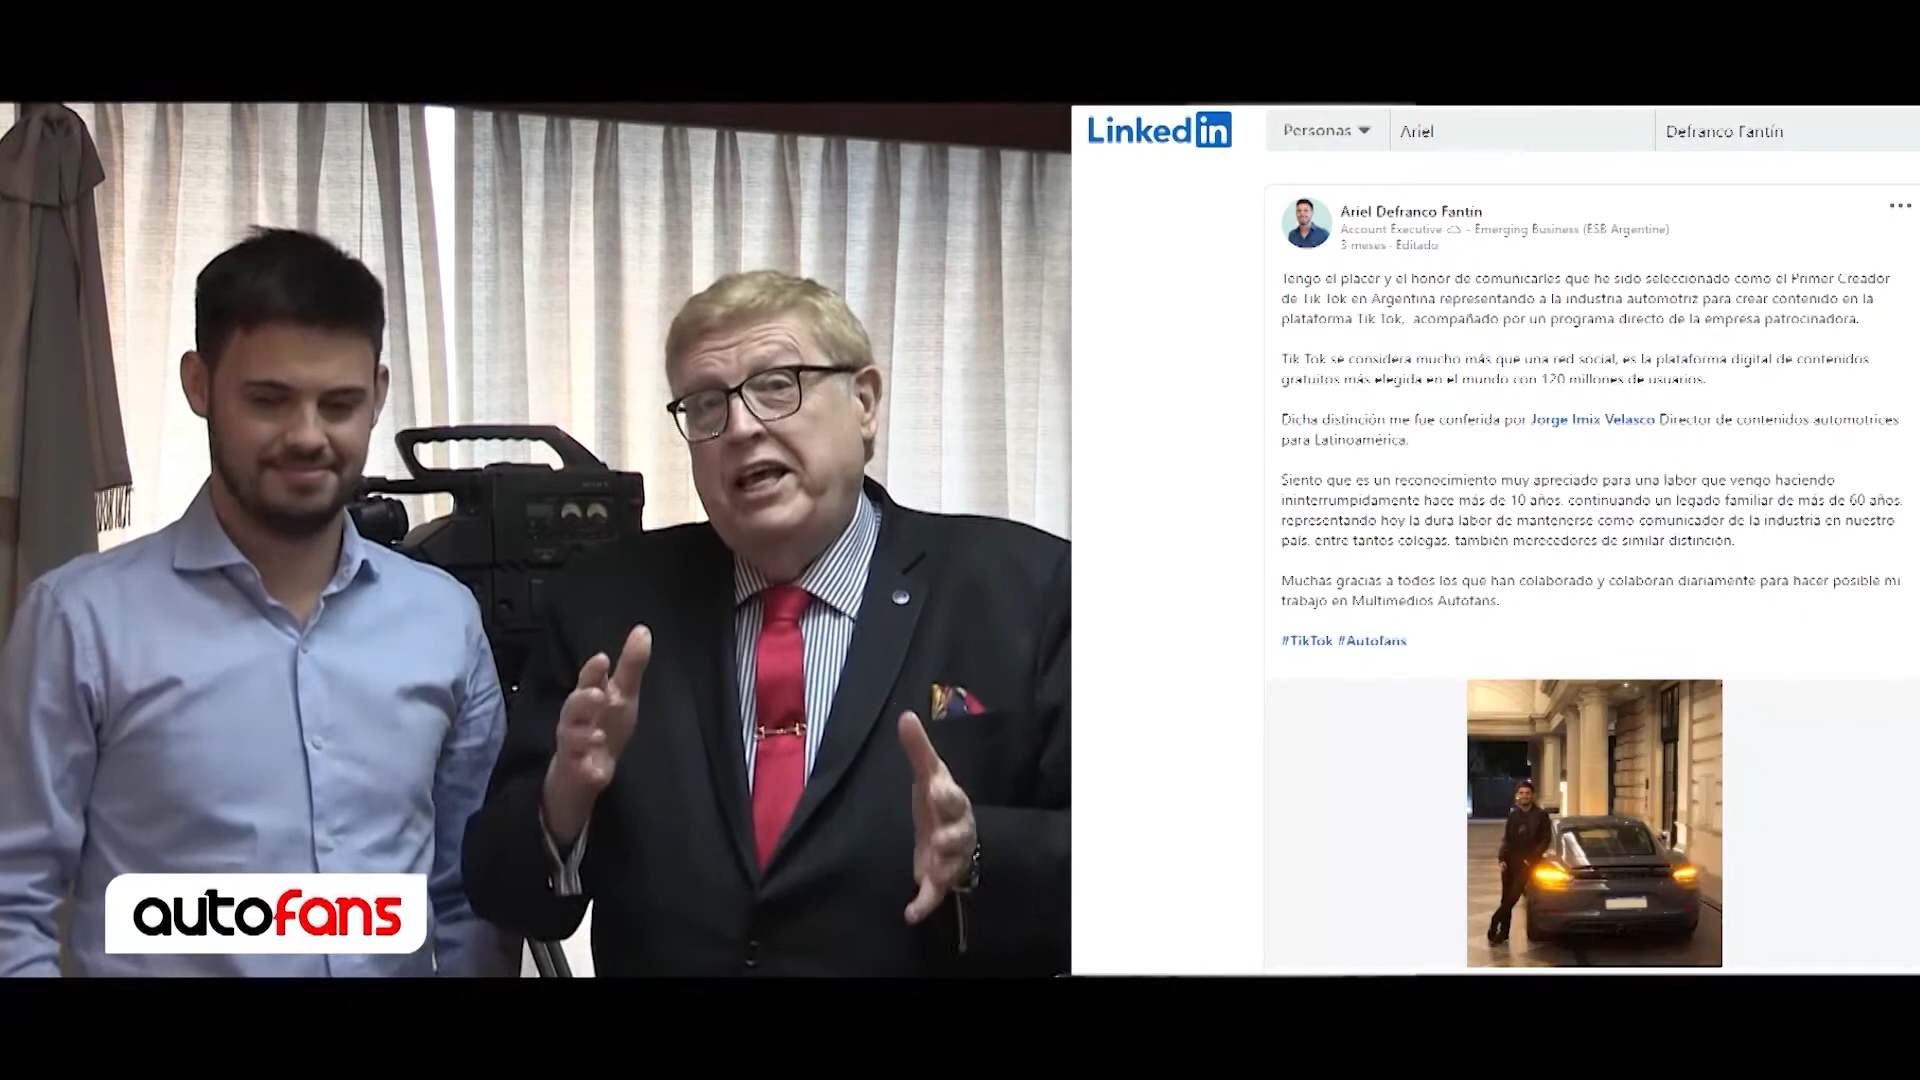 SONY
autofans
LinkedIn
Personas
Ariel
Defranco Fantín
Ariel Defranco Fantín
Account Executive - Emerging Business (ESB Argentine)
3 meses - Editado
Tengo el placer y el honor de comunicarles que he sido seleccionado como el Primer Creador
de Tik Tok en Argentina representando a la industria automotriz para crear contenido en la
plataforma Tik Tok, acompañado por un programa directo de la empresa patrocinadora.
Tik Tok se considera mucho más que una red social, es la plataforma digital de contenidos
gratuitos más elegida en el mundo con 120 millones de usuarios.
Dicha distinción me fue conferida por Jorge Imix Velasco Director de contenidos automotrices
para Latinoamérica.
Siento que es un reconocimiento muy apreciado para una labor que vengo haciendo
ininterrumpidamente hace más de 10 años, continuando un legado familiar de más de 60 años,
representando hoy la dura labor de mantenerse como comunicador de la industria en nuestro
país, entre tantos colegas, también merecedores de similar distinción.
Muchas gracias a todos los que han colaborado y colaboran diariamente para hacer posible mi
trabajo en Multimedios Autofans.
#TikTok #Autofans